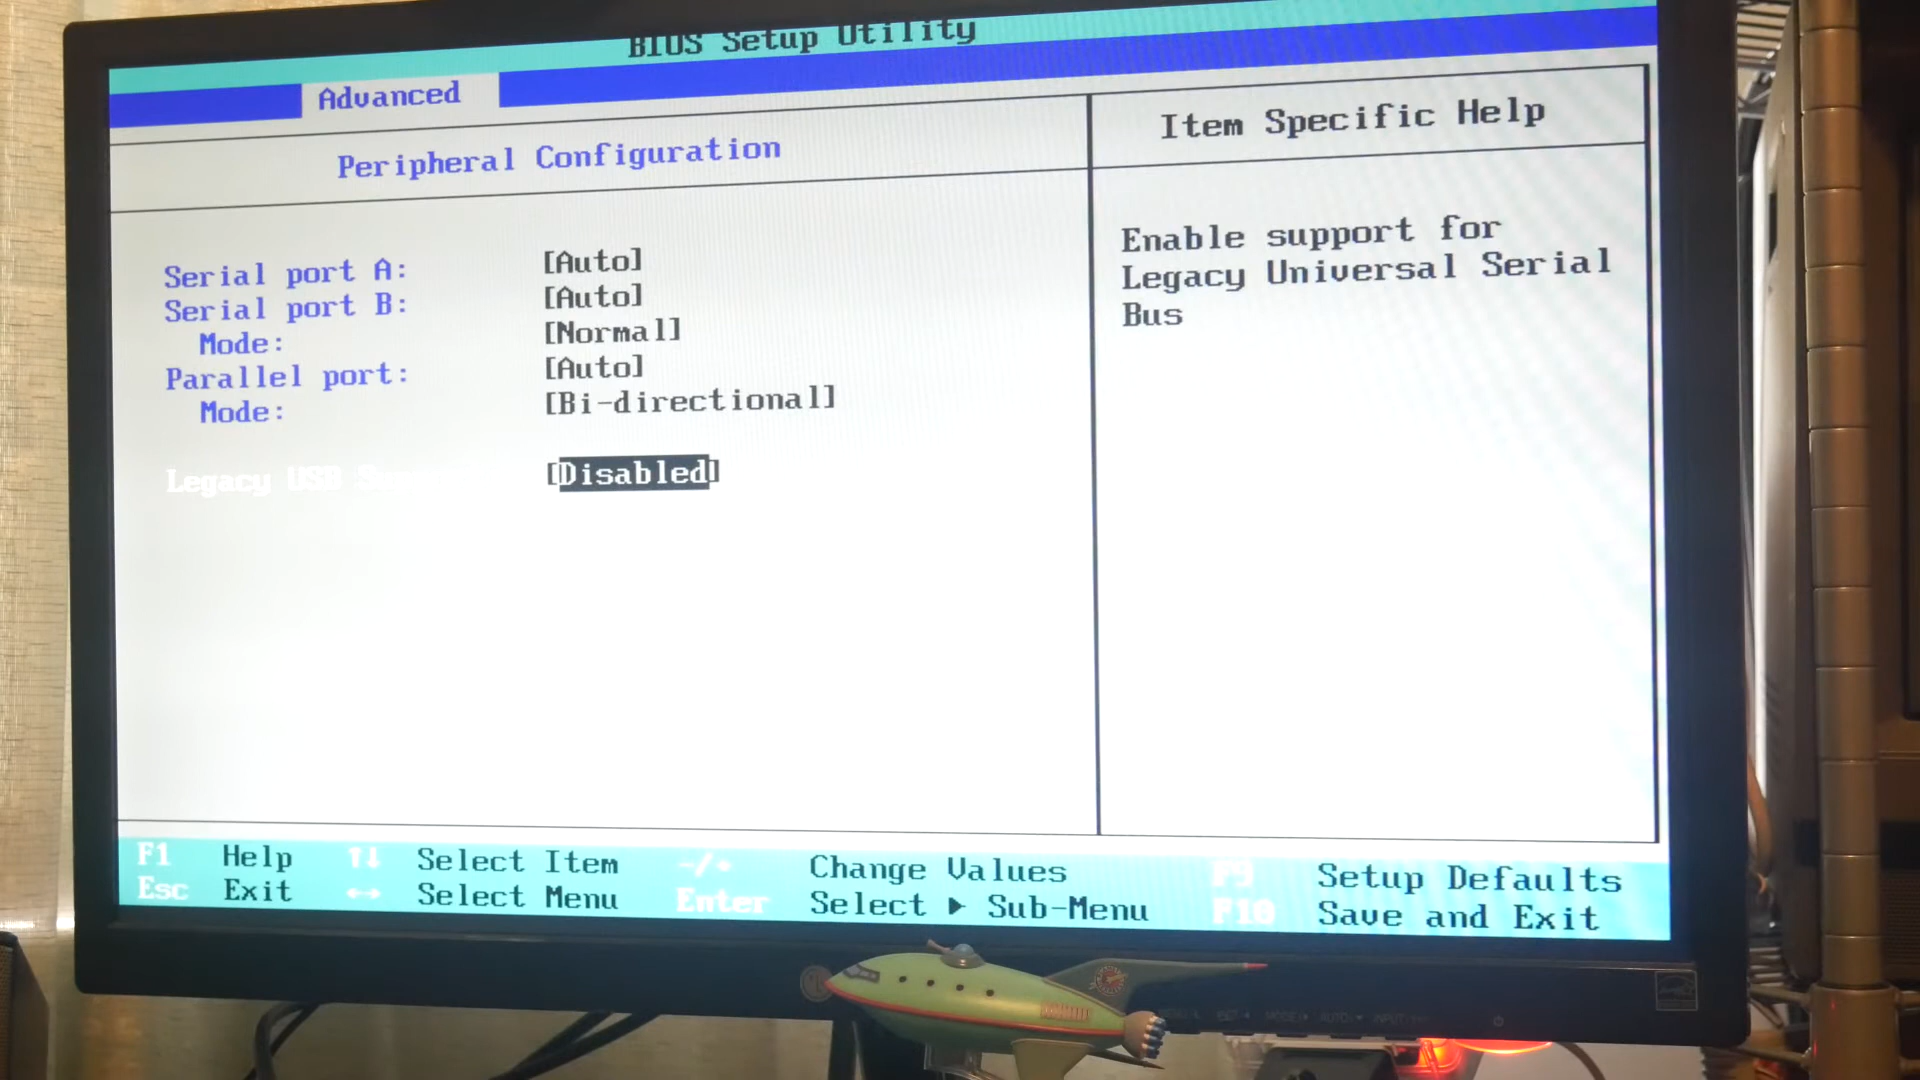 BIOS Setup Utility
Advanced
Peripheral Configuration
Item Specific Help
Serial port A: [Auto]
Serial port B: [Auto]
Mode: [Normal]
Parallel port: [Auto]
Mode: [Bi-directional]
Legacy USB [Disabled]
Enable support for
Legacy Universal Serial
Bus
F1 Help ↑↓ Select Item -/+ Change Values F9 Setup Defaults
Esc Exit ↔ Select Menu Enter Select ▶ Sub-Menu F10 Save and Exit